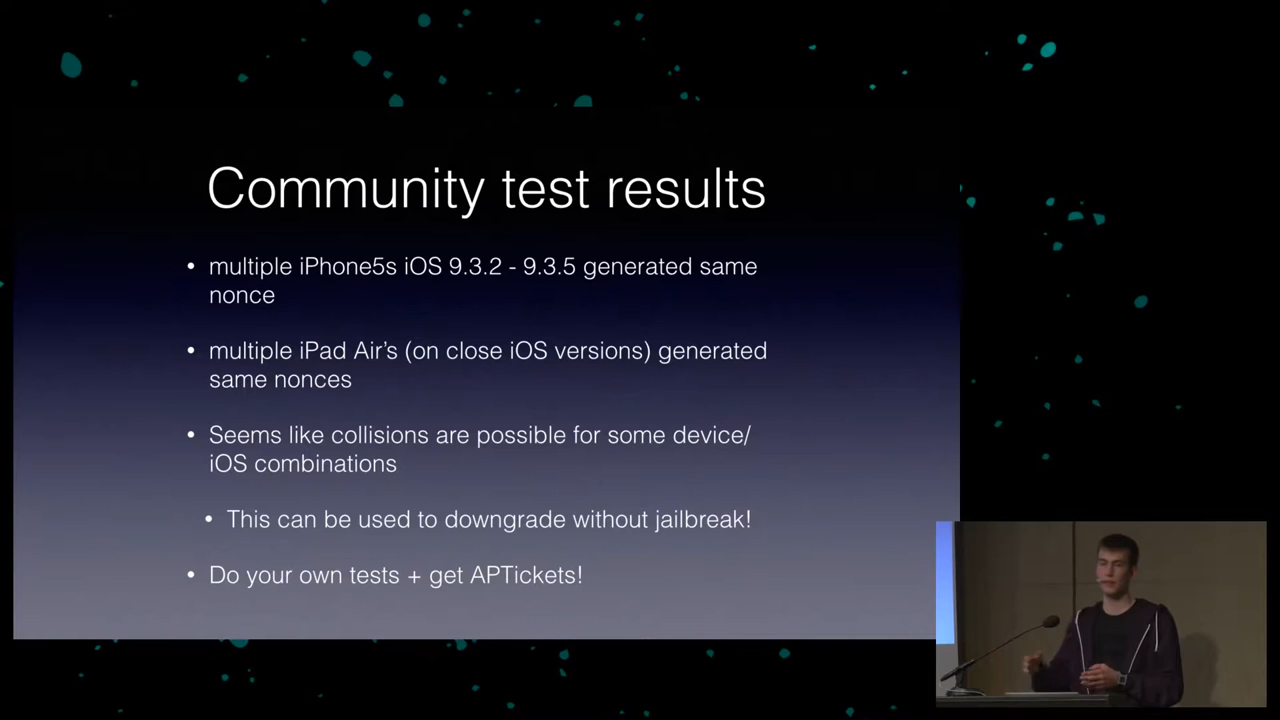 Community test results
• multiple iPhone5s iOS 9.3.2 - 9.3.5 generated same
nonce
• multiple iPad Air's (on close iOS versions) generated
same nonces
• Seems like collisions are possible for some device/
iOS combinations
• This can be used to downgrade without jailbreak!
• Do your own tests + get APTickets!